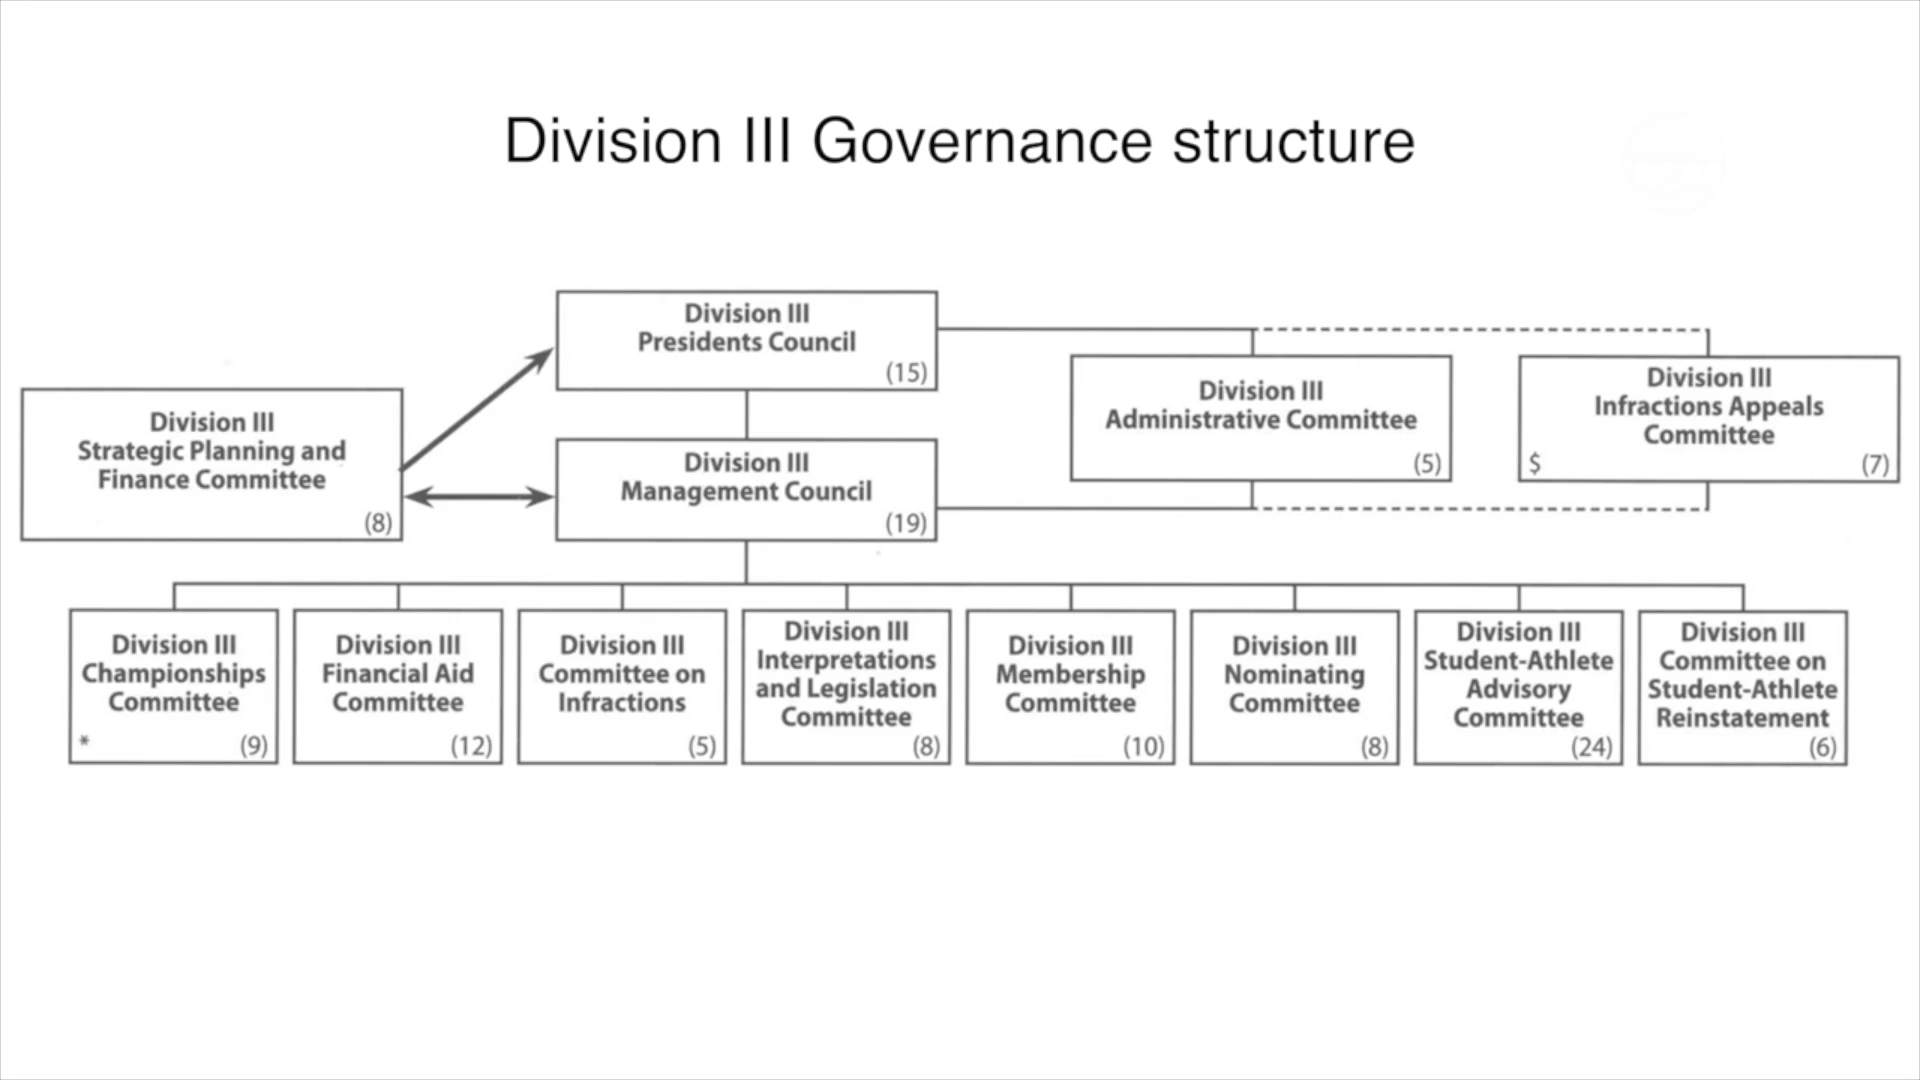 Division III Governance structure
Division III
Presidents Council
(15)
Division III
Strategic Planning and
Finance Committee
(8)
Division III
Management Council
(19)
Division III
Administrative Committee
(5)
Division III
Infractions Appeals
Committee
$ (7)
Division III
Championships
Committee
* (9)
Division III
Financial Aid
Committee
(12)
Division III
Committee on
Infractions
(5)
Division III
Interpretations
and Legislation
Committee
(8)
Division III
Membership
Committee
(10)
Division III
Nominating
Committee
(8)
Division III
Student-Athlete
Advisory
Committee
(24)
Division III
Committee on
Student-Athlete
Reinstatement
(6)